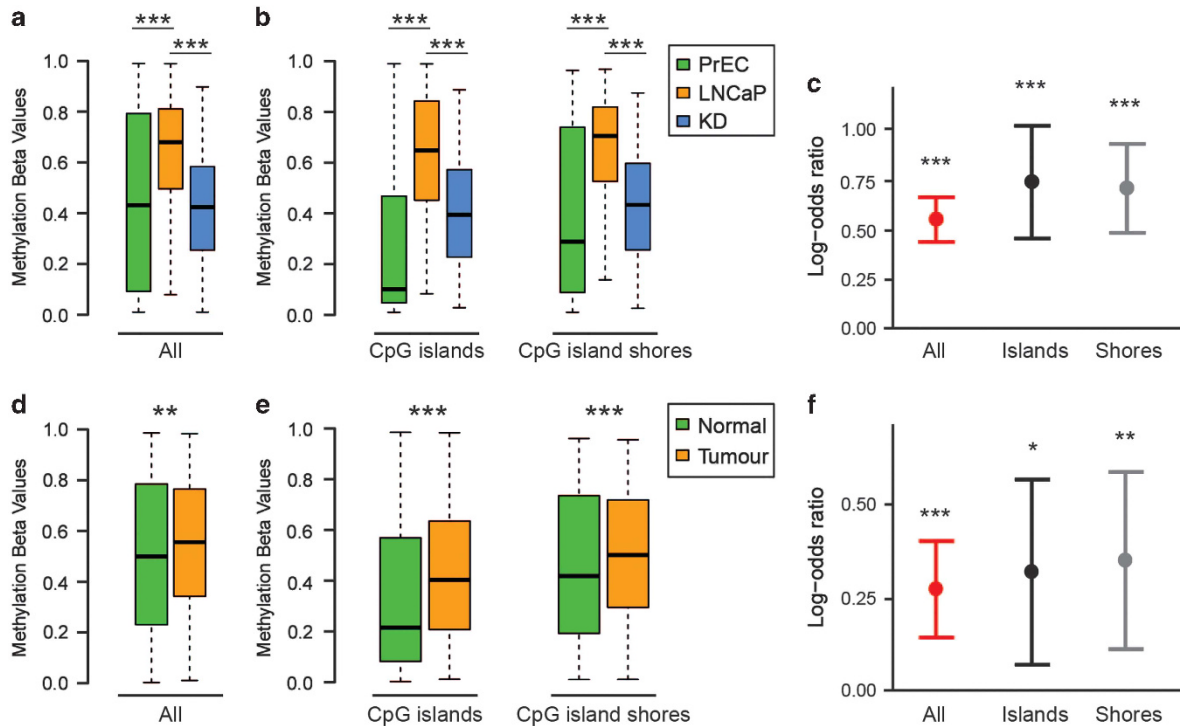 a
***
***
Methylation Beta Values
1.0
0.8
0.6
0.4
0.2
0.0
All
b
***
***
***
***
Methylation Beta Values
1.0
0.8
0.6
0.4
0.2
0.0
CpG islands
CpG island shores
PrEC
LNCaP
KD
c
Log-odds ratio
1.00
0.75
0.50
0.25
0.00
***
***
***
All
Islands
Shores
d
**
Methylation Beta Values
1.0
0.8
0.6
0.4
0.2
0.0
All
e
***
***
Methylation Beta Values
1.0
0.8
0.6
0.4
0.2
0.0
CpG islands
CpG island shores
Normal
Tumour
f
Log-odds ratio
0.50
0.25
0.00
***
*
**
All
Islands
Shores